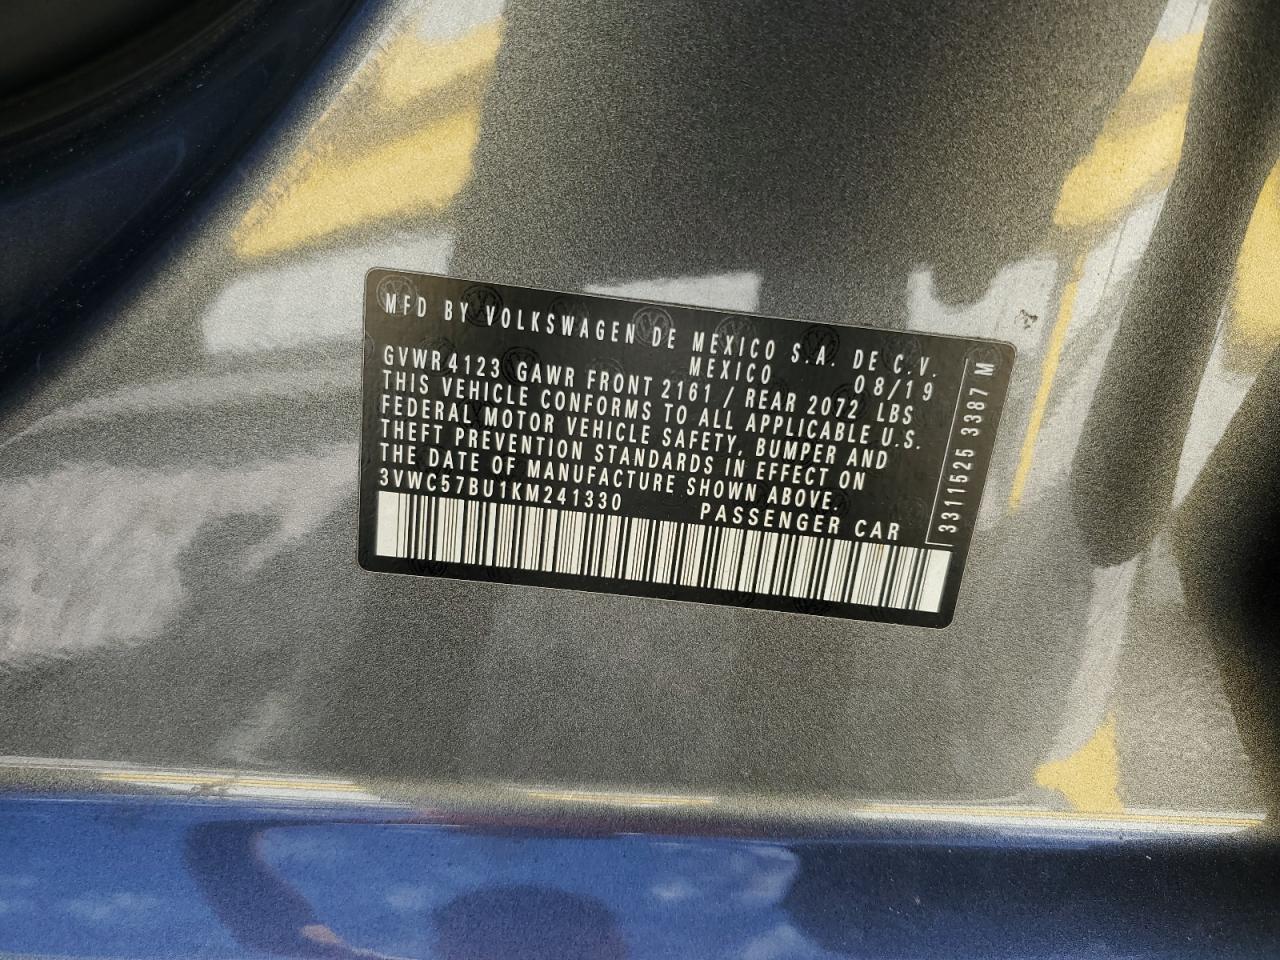 MFD BY VOLKSWAGEN DE MEXICO S.A. DE C.V.
MEXICO 08/19
GVWR 4123 GAWR FRONT 2161 / REAR 2072 LBS
THIS VEHICLE CONFORMS TO ALL APPLICABLE U.S.
FEDERAL MOTOR VEHICLE SAFETY, BUMPER AND
THEFT PREVENTION STANDARDS IN EFFECT ON
THE DATE OF MANUFACTURE SHOWN ABOVE.
3VWC57BU1KM241330 PASSENGER CAR
3311525 3387 M